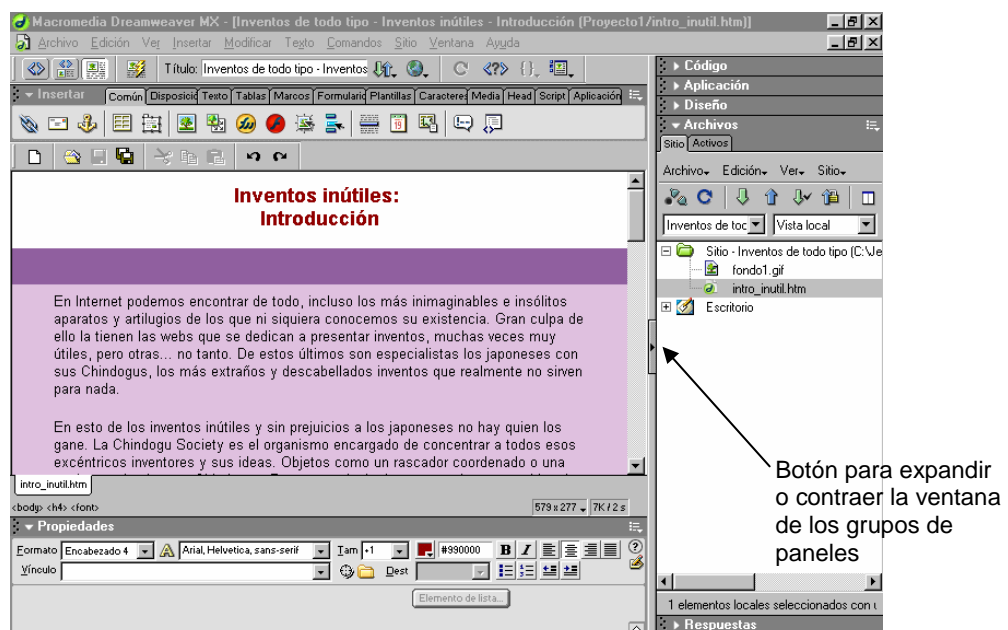 Macromedia Dreamweaver MX - [Inventos de todo tipo - Inventos inútiles - Introducción (Proyecto1/intro_inutil.htm)]
Archivo Edición Ver Insertar Modificar Texto Comandos Sitio Ventana Ayuda
Título: Inventos de todo tipo - Inventos
Insertar Común Disposició Texto Tablas Marcos Formulario Plantillas Caracteres Media Head Script Aplicación
Inventos inútiles:
Introducción
En Internet podemos encontrar de todo, incluso los más inimaginables e insólitos
aparatos y artilugios de los que ni siquiera conocemos su existencia. Gran culpa de
ello la tienen las webs que se dedican a presentar inventos, muchas veces muy
útiles, pero otras... no tanto. De estos últimos son especialistas los japoneses con
sus Chindogus, los más extraños y descabellados inventos que realmente no sirven
para nada.
En esto de los inventos inútiles y sin prejuicios a los japoneses no hay quien los
gane. La Chindogu Society es el organismo encargado de concentrar a todos esos
excéntricos inventores y sus ideas. Objetos como un rascador coordenado o una
intro_inutil.htm
<body> <h4> <font> 579 x 277 7K / 2 s
Propiedades
Formato Encabezado 4 Arial, Helvetica, sans-serif Tam +1 #990000 B I
Vínculo Dest
Elemento de lista...
Código
Aplicación
Diseño
Archivos
Sitio Activos
Archivo Edición Ver Sitio
Inventos de toc Vista local
Sitio - Inventos de todo tipo (C:\Je
fondo1.gif
intro_inutil.htm
Escritorio
1 elementos locales seleccionados con
Respuestas
Botón para expandir
o contraer la ventana
de los grupos de
paneles